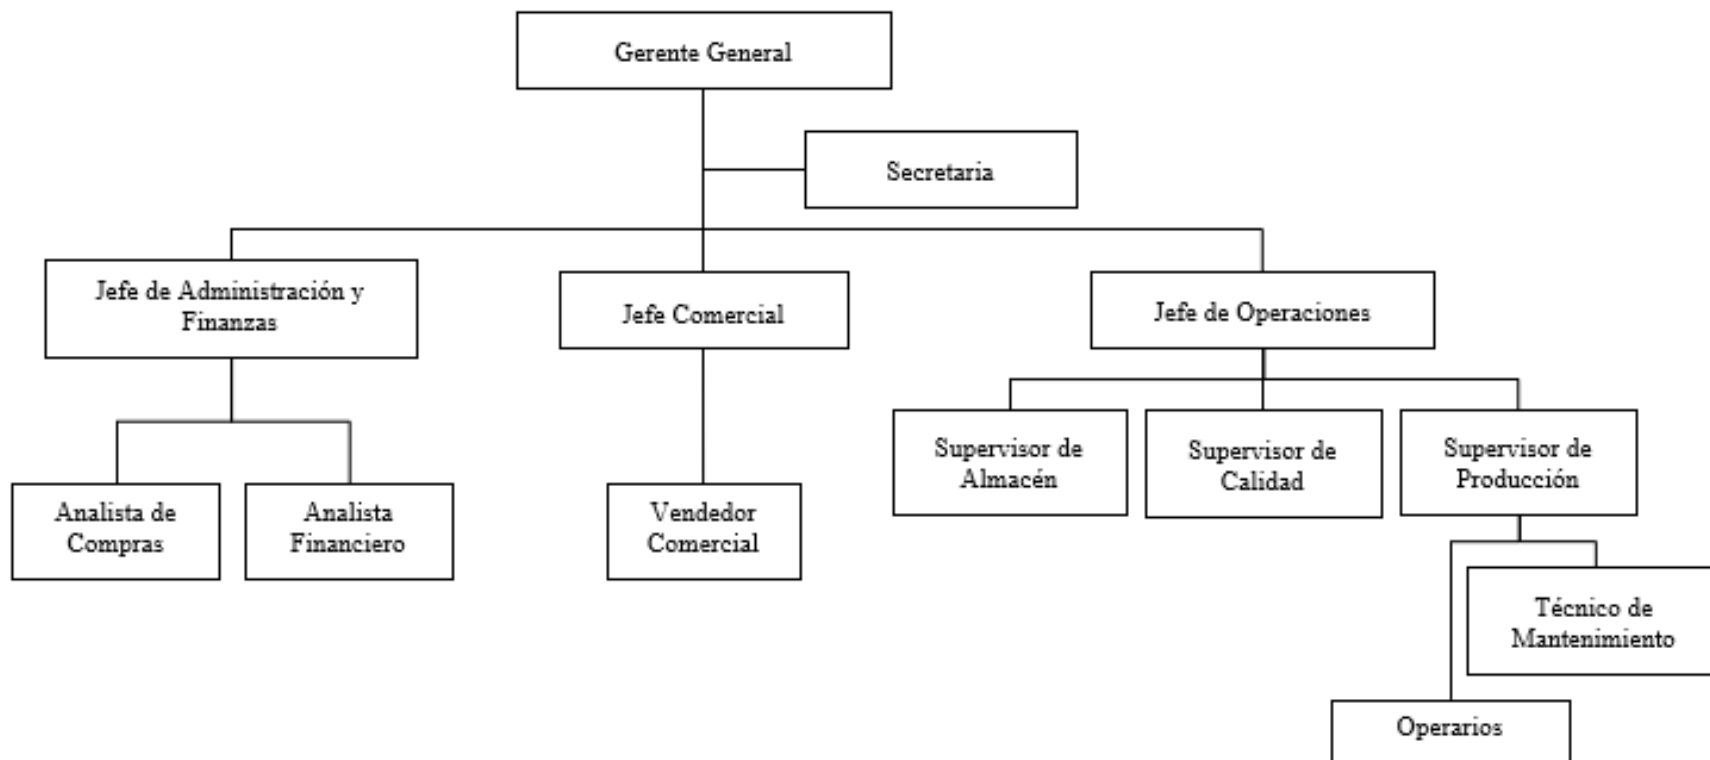 Gerente General
Secretaria
Jefe de Administración y
Finanzas
Jefe Comercial
Jefe de Operaciones
Supervisor de
Almacén
Supervisor de
Calidad
Supervisor de
Producción
Analista de
Compras
Analista
Financiero
Vendedor
Comercial
Técnico de
Mantenimiento
Operarios